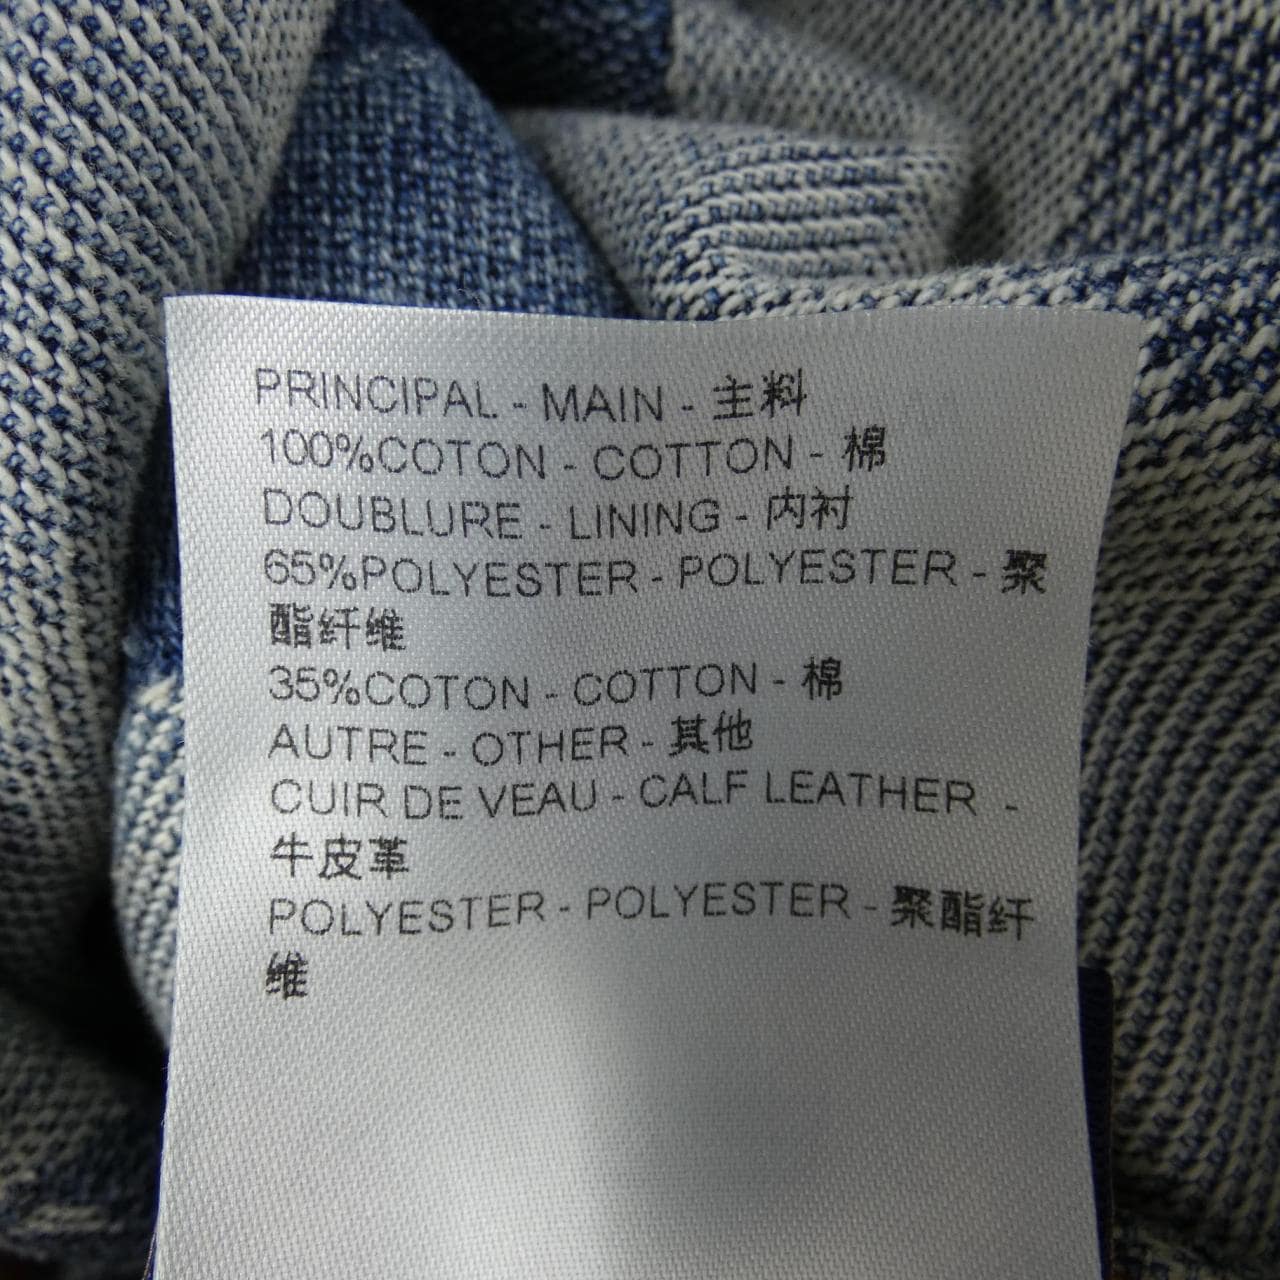 PRINCIPAL - MAIN - 主料
100%COTON - COTTON - 棉
DOUBLURE - LINING - 内衬
65%POLYESTER - POLYESTER - 聚
酯纤维
35%COTON - COTTON - 棉
AUTRE - OTHER - 其他
CUIR DE VEAU - CALF LEATHER -
牛皮革
POLYESTER - POLYESTER - 聚酯纤
维